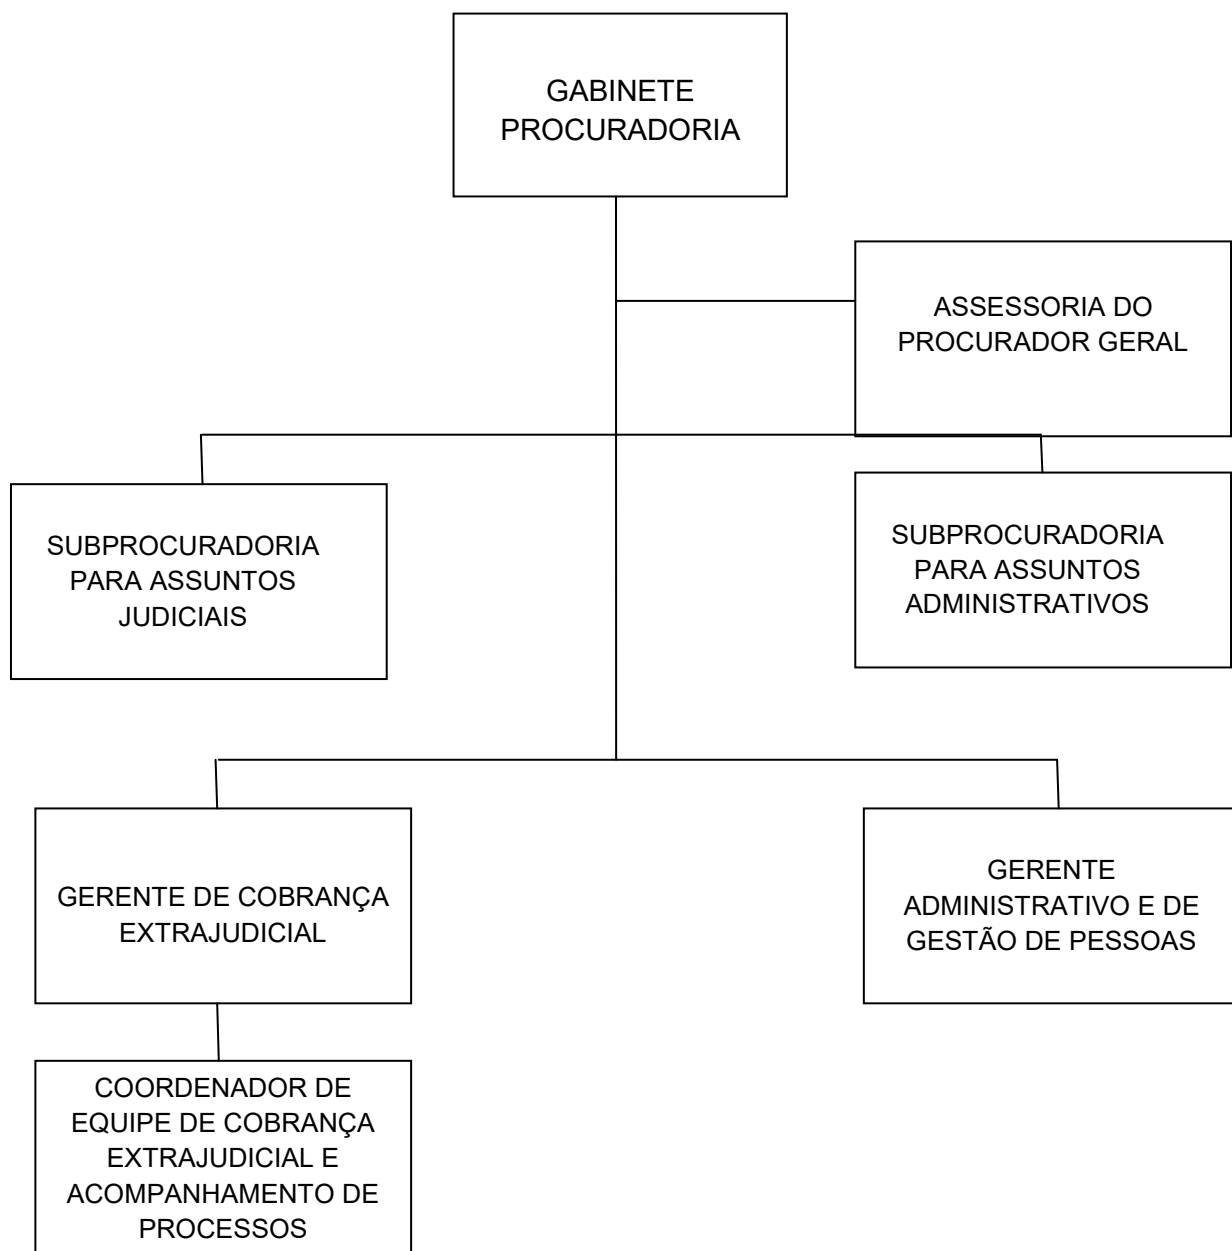 GABINETE
PROCURADORIA
ASSESSORIA DO
PROCURADOR GERAL
SUBPROCURADORIA
PARA ASSUNTOS
JUDICIAIS
SUBPROCURADORIA
PARA ASSUNTOS
ADMINISTRATIVOS
GERENTE DE COBRANÇA
EXTRAJUDICIAL
GERENTE
ADMINISTRATIVO E DE
GESTÃO DE PESSOAS
COORDENADOR DE
EQUIPE DE COBRANÇA
EXTRAJUDICIAL E
ACOMPANHAMENTO DE
PROCESSOS